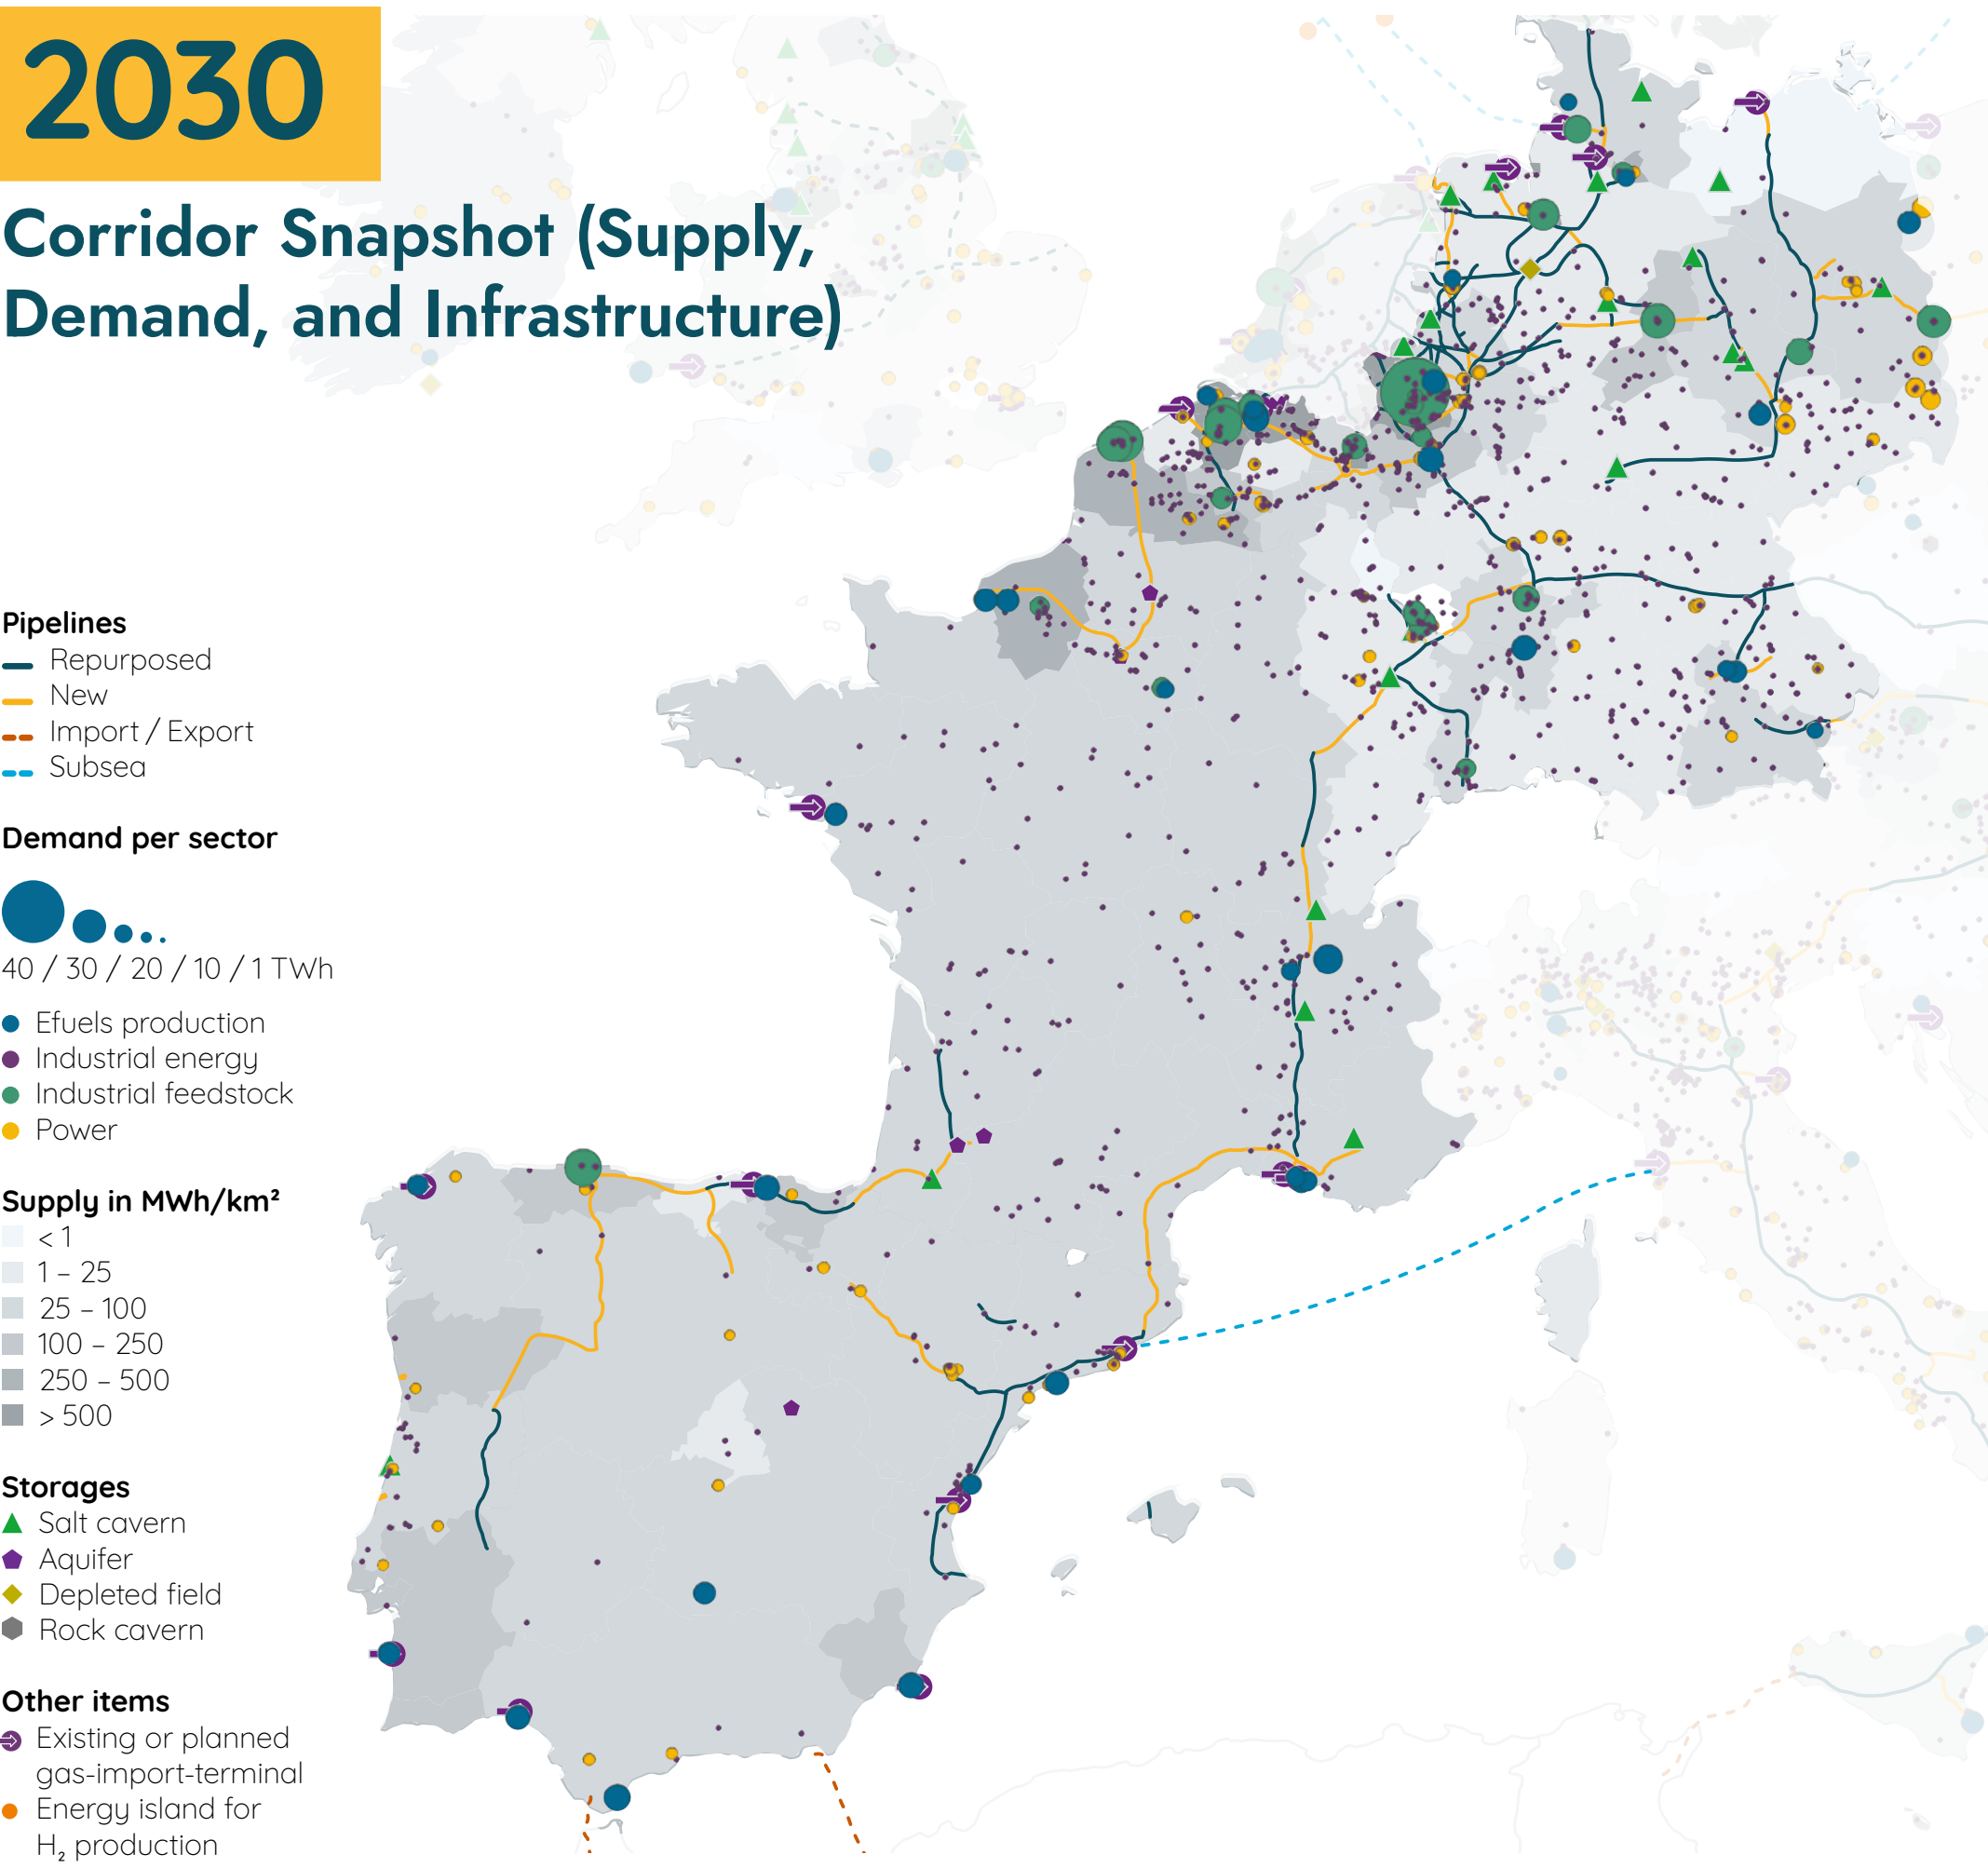 2030
Corridor Snapshot (Supply,
Demand, and Infrastructure)
Pipelines
Repurposed
New
Import / Export
Subsea
Demand per sector
40 / 30 / 20 / 10 / 1 TWh
Efuels production
Industrial energy
Industrial feedstock
Power
Supply in MWh/km²
< 1
1 – 25
25 – 100
100 – 250
250 – 500
> 500
Storages
Salt cavern
Aquifer
Depleted field
Rock cavern
Other items
Existing or planned
gas-import-terminal
Energy island for
H₂ production